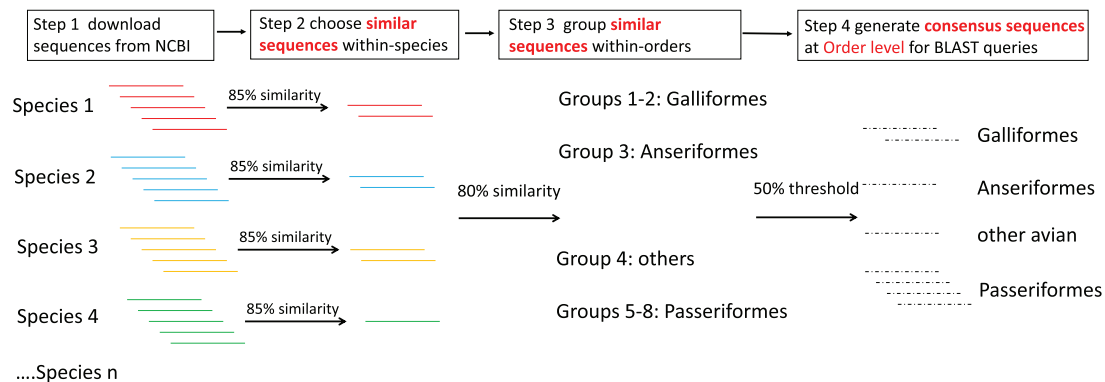 Step 1  download
sequences from NCBI
Step 2 choose similar
sequences within-species
Step 3  group similar
sequences within-orders
Step 4 generate consensus sequences
at Order level for BLAST queries
Species 1
85% similarity
Species 2
85% similarity
Species 3
85% similarity
Species 4
85% similarity
....Species n
80% similarity
Groups 1-2: Galliformes
Group 3: Anseriformes
Group 4: others
Groups 5-8: Passeriformes
50% threshold
Galliformes
Anseriformes
other avian
Passeriformes